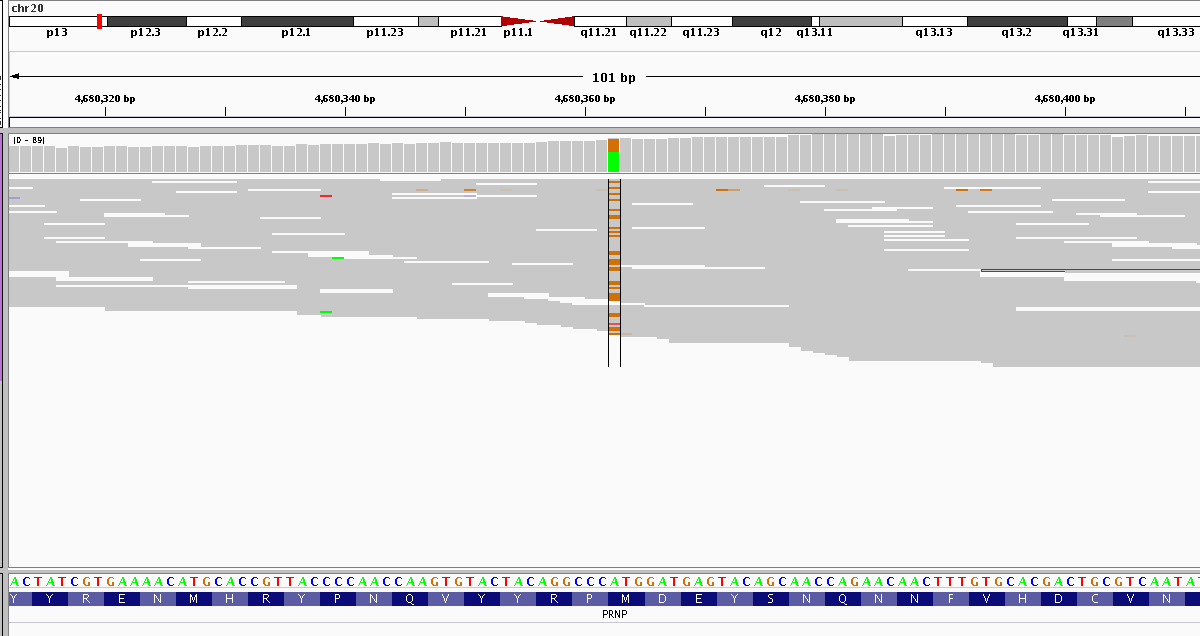 chr20
p13 p12.3 p12.2 p12.1 p11.23 p11.21 p11.1 q11.21 q11.22 q11.23 q12 q13.11 q13.13 q13.2 q13.31 q13.33
101 bp
4,680,320 bp 4,680,340 bp 4,680,360 bp 4,680,380 bp 4,680,400 bp
[0 - 89]
ACTATCGTGAAAACATGCACCGTTACCCCAACCAAGTGTACTACAGGCCCATGGATGAGTACAGCAACCAGAACAACTTTGTGCACGACTGCGTCAATA
Y Y R E N M H R Y P N Q V Y Y R P M D E Y S N Q N N F V H D C V N
PRNP